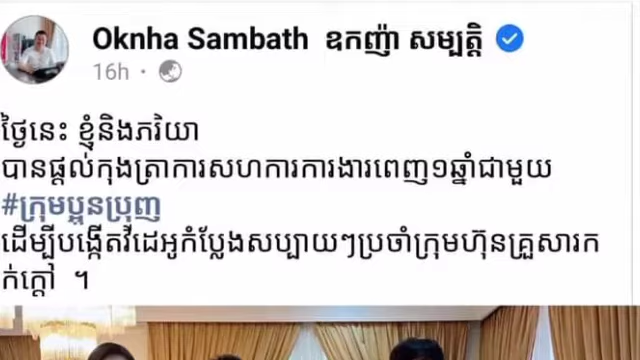 Oknha Sambath ឧកញ៉ា សម្បត្តិ
16h ·
ថ្ងៃនេះ ខ្ញុំនិងភរិយា
បានផ្តល់កុងត្រាការសហការការងារពេញ១ឆ្នាំជាមួយ
#ក្រុមប្អូនប្រុញ
ដើម្បីបង្កើតវីដេអូកំប្លែងសប្បាយៗប្រចាំក្រុមហ៊ុនគ្រួសារក
ក់ក្តៅ ។